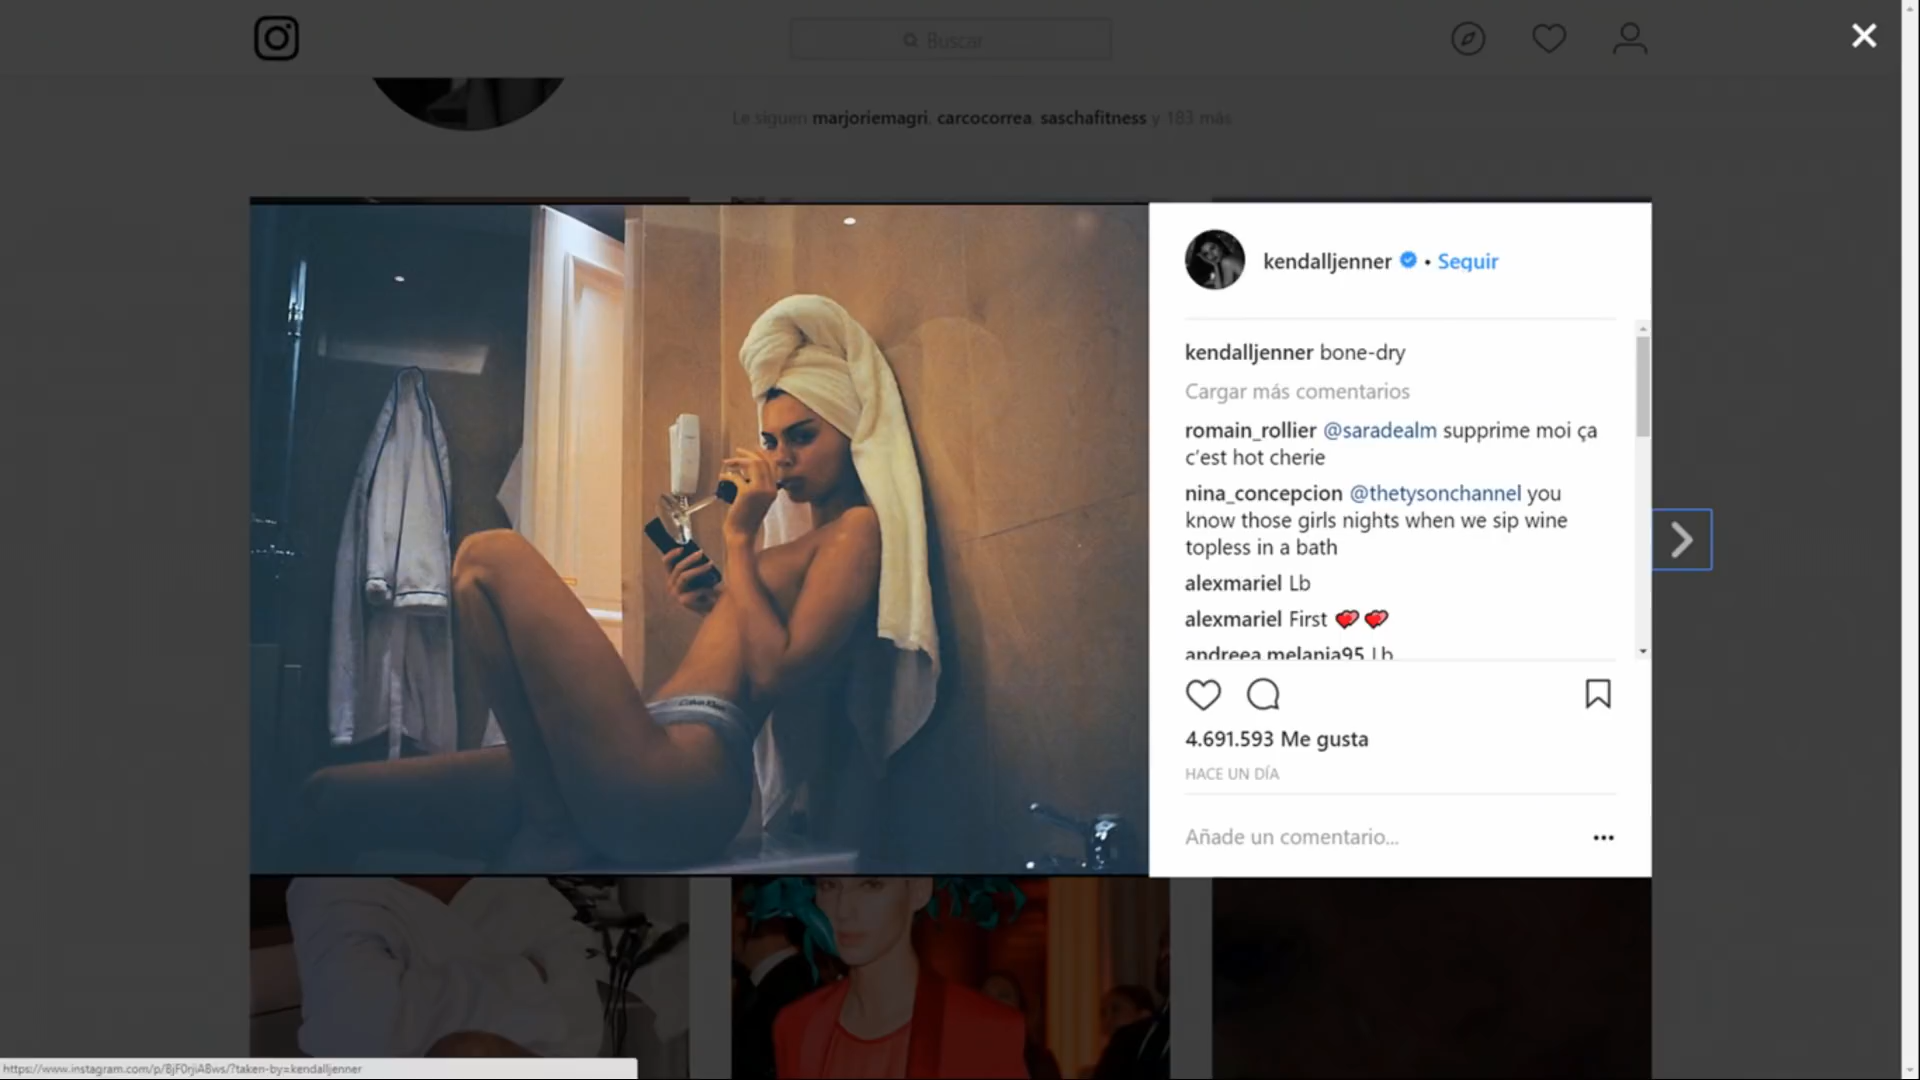 Buscar
Le siguen marjoriemagri, carcocorrea, saschafitness y 183 más
kendalljenner • Seguir
kendalljenner bone-dry
Cargar más comentarios
romain_rollier @saradealm supprime moi ça
c'est hot cherie
nina_concepcion @thetysonchannel you
know those girls nights when we sip wine
topless in a bath
alexmariel Lb
alexmariel First 💕💕
andreea melania95 Lb
4.691.593 Me gusta
HACE UN DÍA
Añade un comentario...
Calvin Klein
https://www.instagram.com/p/BjF0rjiABws/?taken-by=kendalljenner